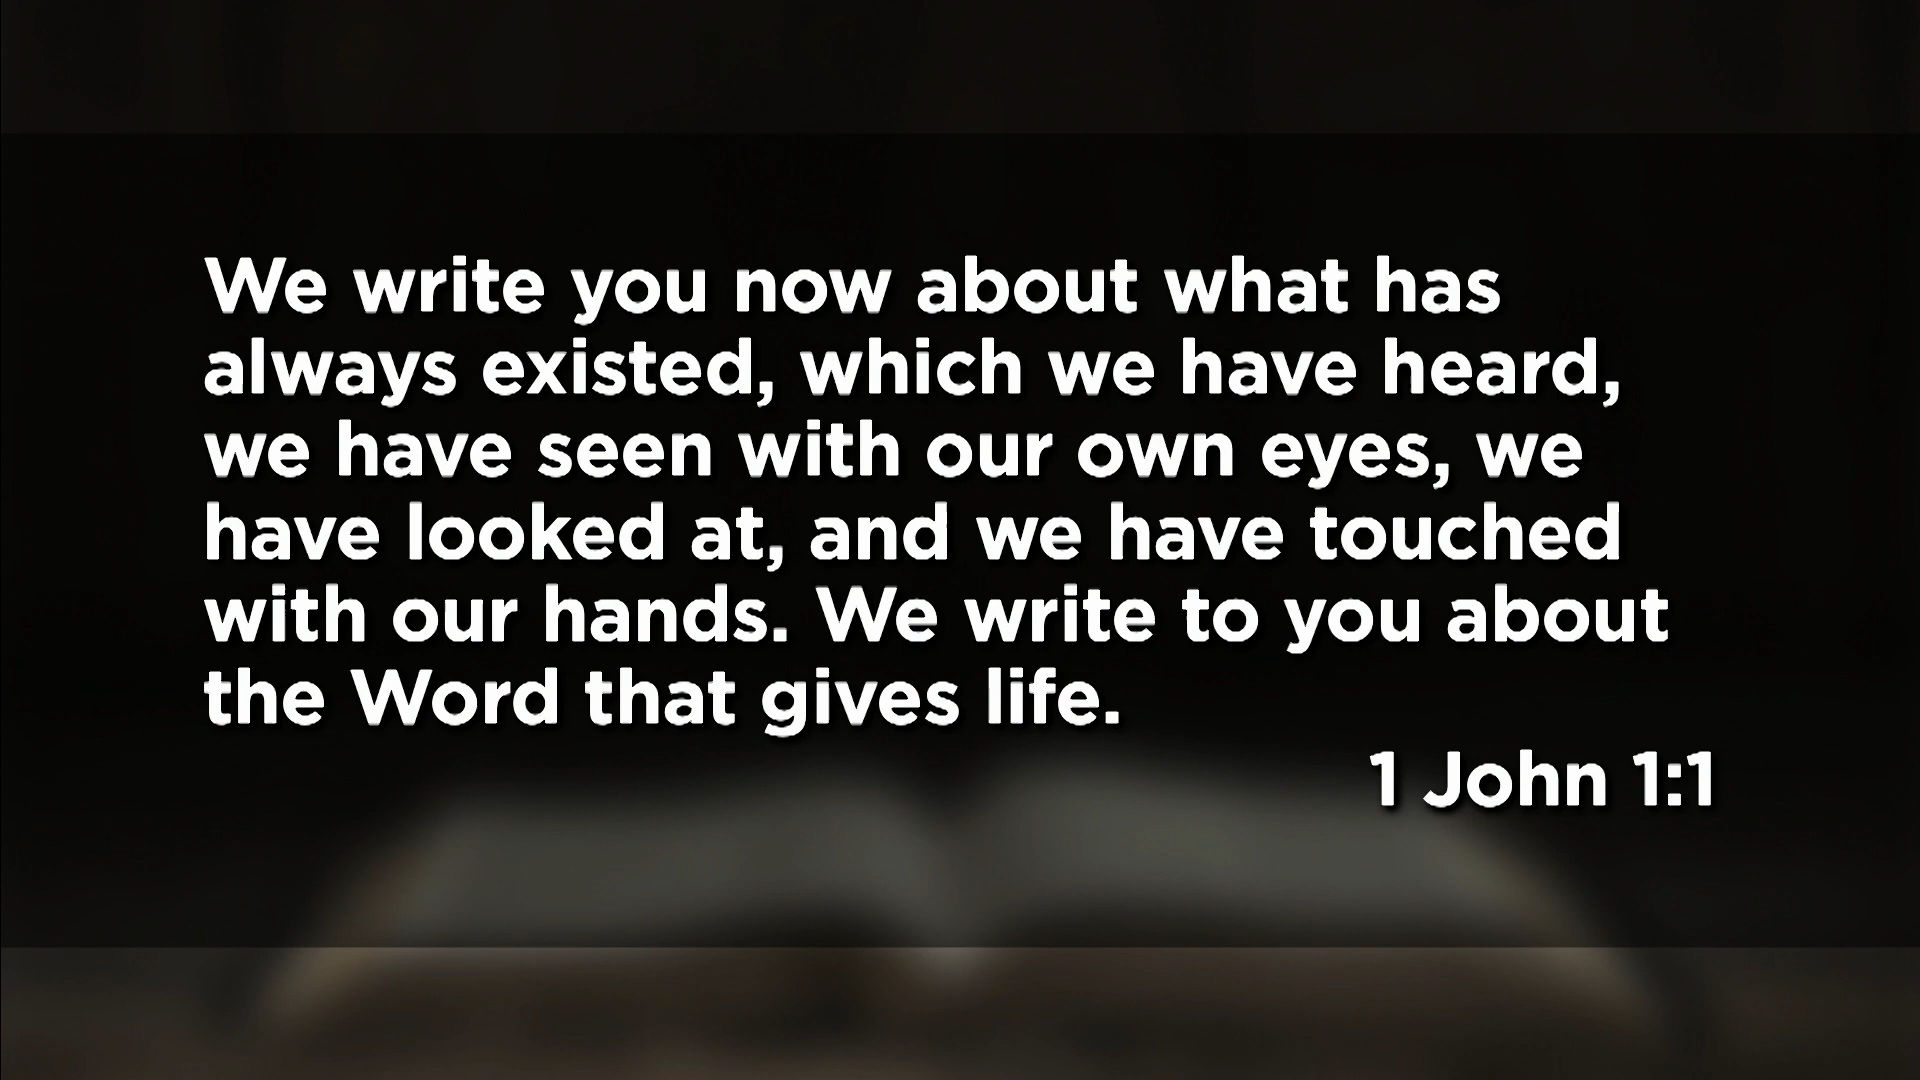 We write you now about what has
always existed, which we have heard,
we have seen with our own eyes, we
have looked at, and we have touched
with our hands. We write to you about
the Word that gives life.
1 John 1:1